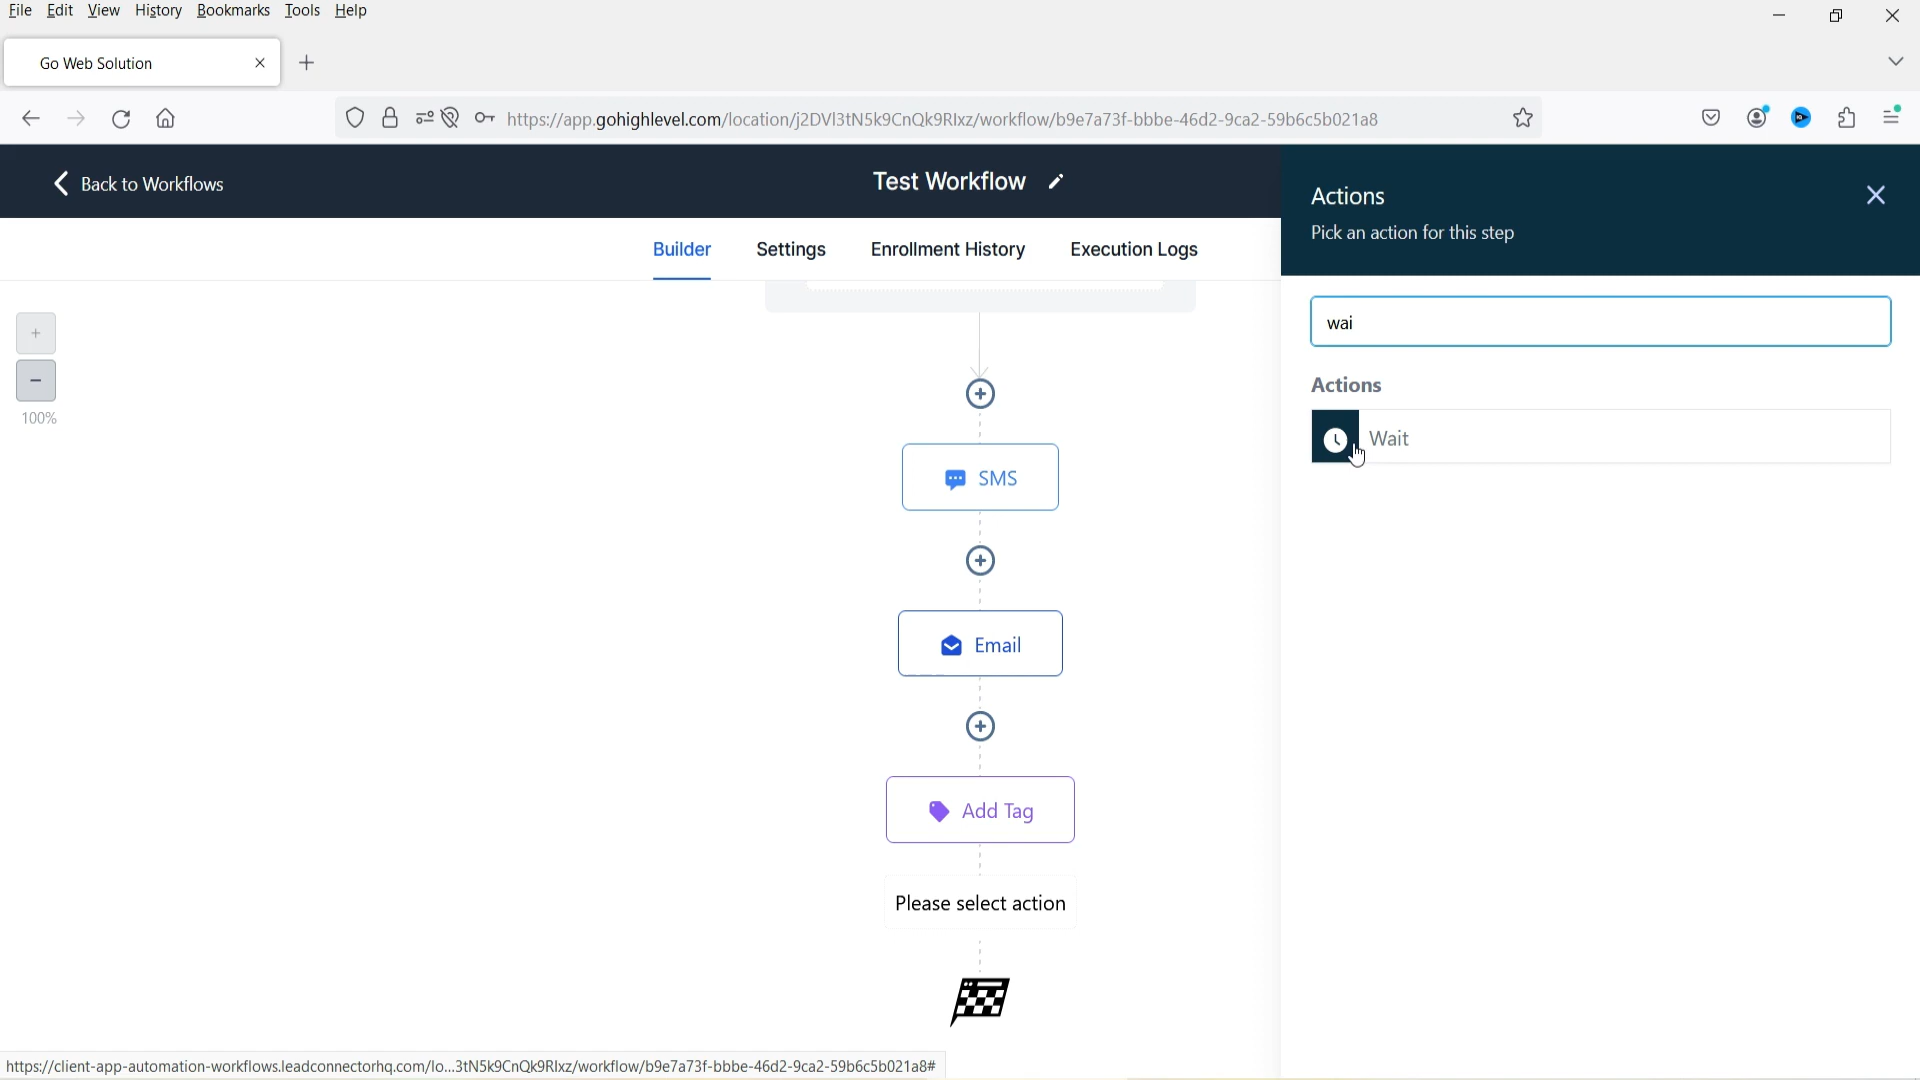 File Edit View History Bookmarks Tools Help
Go Web Solution
https://app.gohighlevel.com/location/j2DVl3tN5k9CnQk9Rlxz/workflow/b9e7a73f-bbbe-46d2-9ca2-59b6c5b021a8
Back to Workflows
Test Workflow
Builder Settings Enrollment History Execution Logs
100%
SMS
Email
Add Tag
Please select action
Actions
Pick an action for this step
wai
Actions
Wait
https://client-app-automation-workflows.leadconnectorhq.com/lo...3tN5k9CnQk9Rlxz/workflow/b9e7a73f-bbbe-46d2-9ca2-59b6c5b021a8#